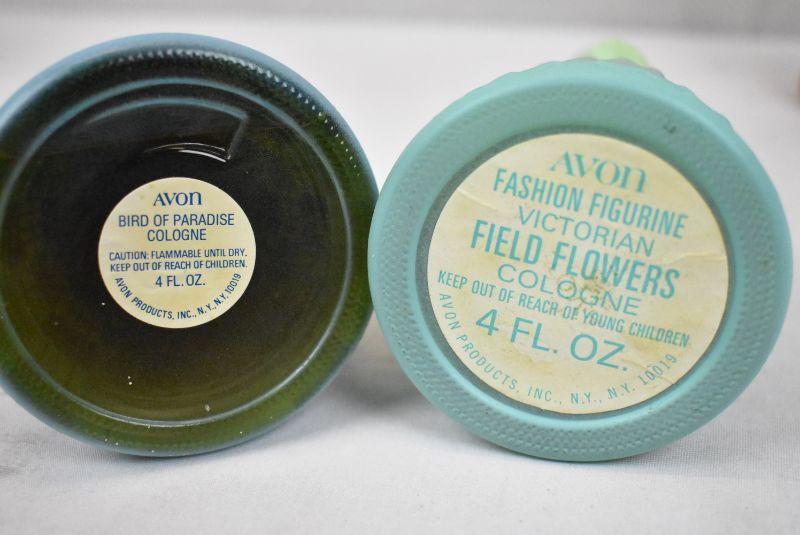 AVON
BIRD OF PARADISE
COLOGNE
CAUTION: FLAMMABLE UNTIL DRY.
KEEP OUT OF REACH OF CHILDREN.
4 FL. OZ.
AVON PRODUCTS, INC., N.Y., N.Y. 10019
AVON
FASHION FIGURINE
VICTORIAN
FIELD FLOWERS
COLOGNE
KEEP OUT OF REACH OF YOUNG CHILDREN
4 FL. OZ.
AVON PRODUCTS, INC., N.Y., N.Y. 10019